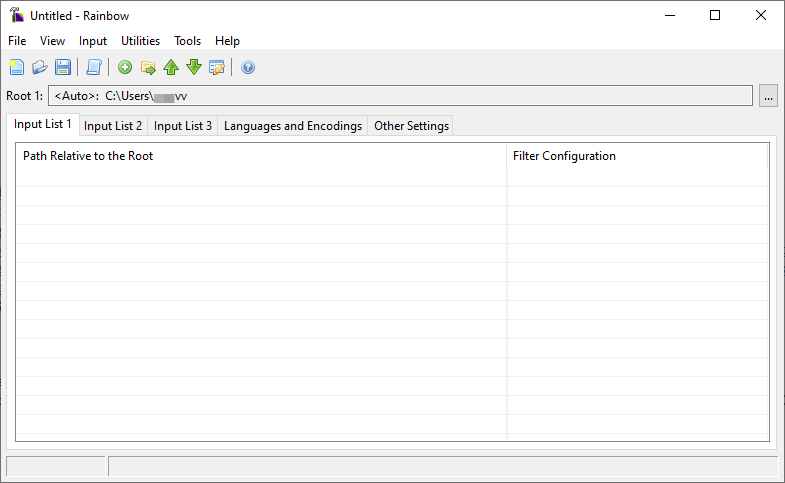 Untitled - Rainbow
File View Input Utilities Tools Help
Root 1: <Auto>: C:\Users\ vv ...
Input List 1 Input List 2 Input List 3 Languages and Encodings Other Settings
Path Relative to the Root Filter Configuration